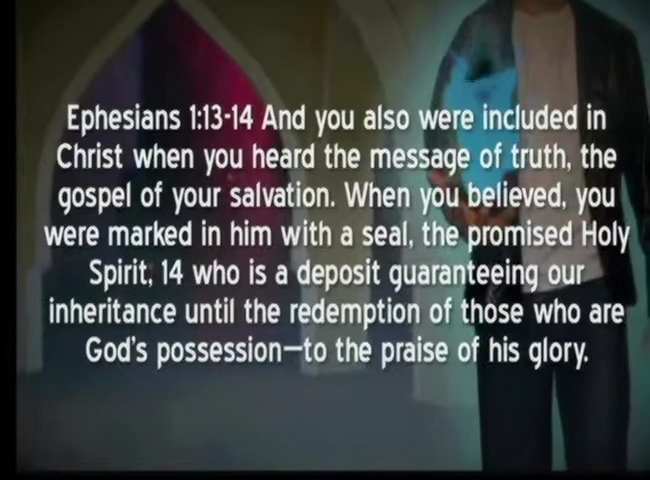 Ephesians 1:13-14 And you also were included in
Christ when you heard the message of truth, the
gospel of your salvation. When you believed, you
were marked in him with a seal, the promised Holy
Spirit, 14 who is a deposit guaranteeing our
inheritance until the redemption of those who are
God's possession—to the praise of his glory.